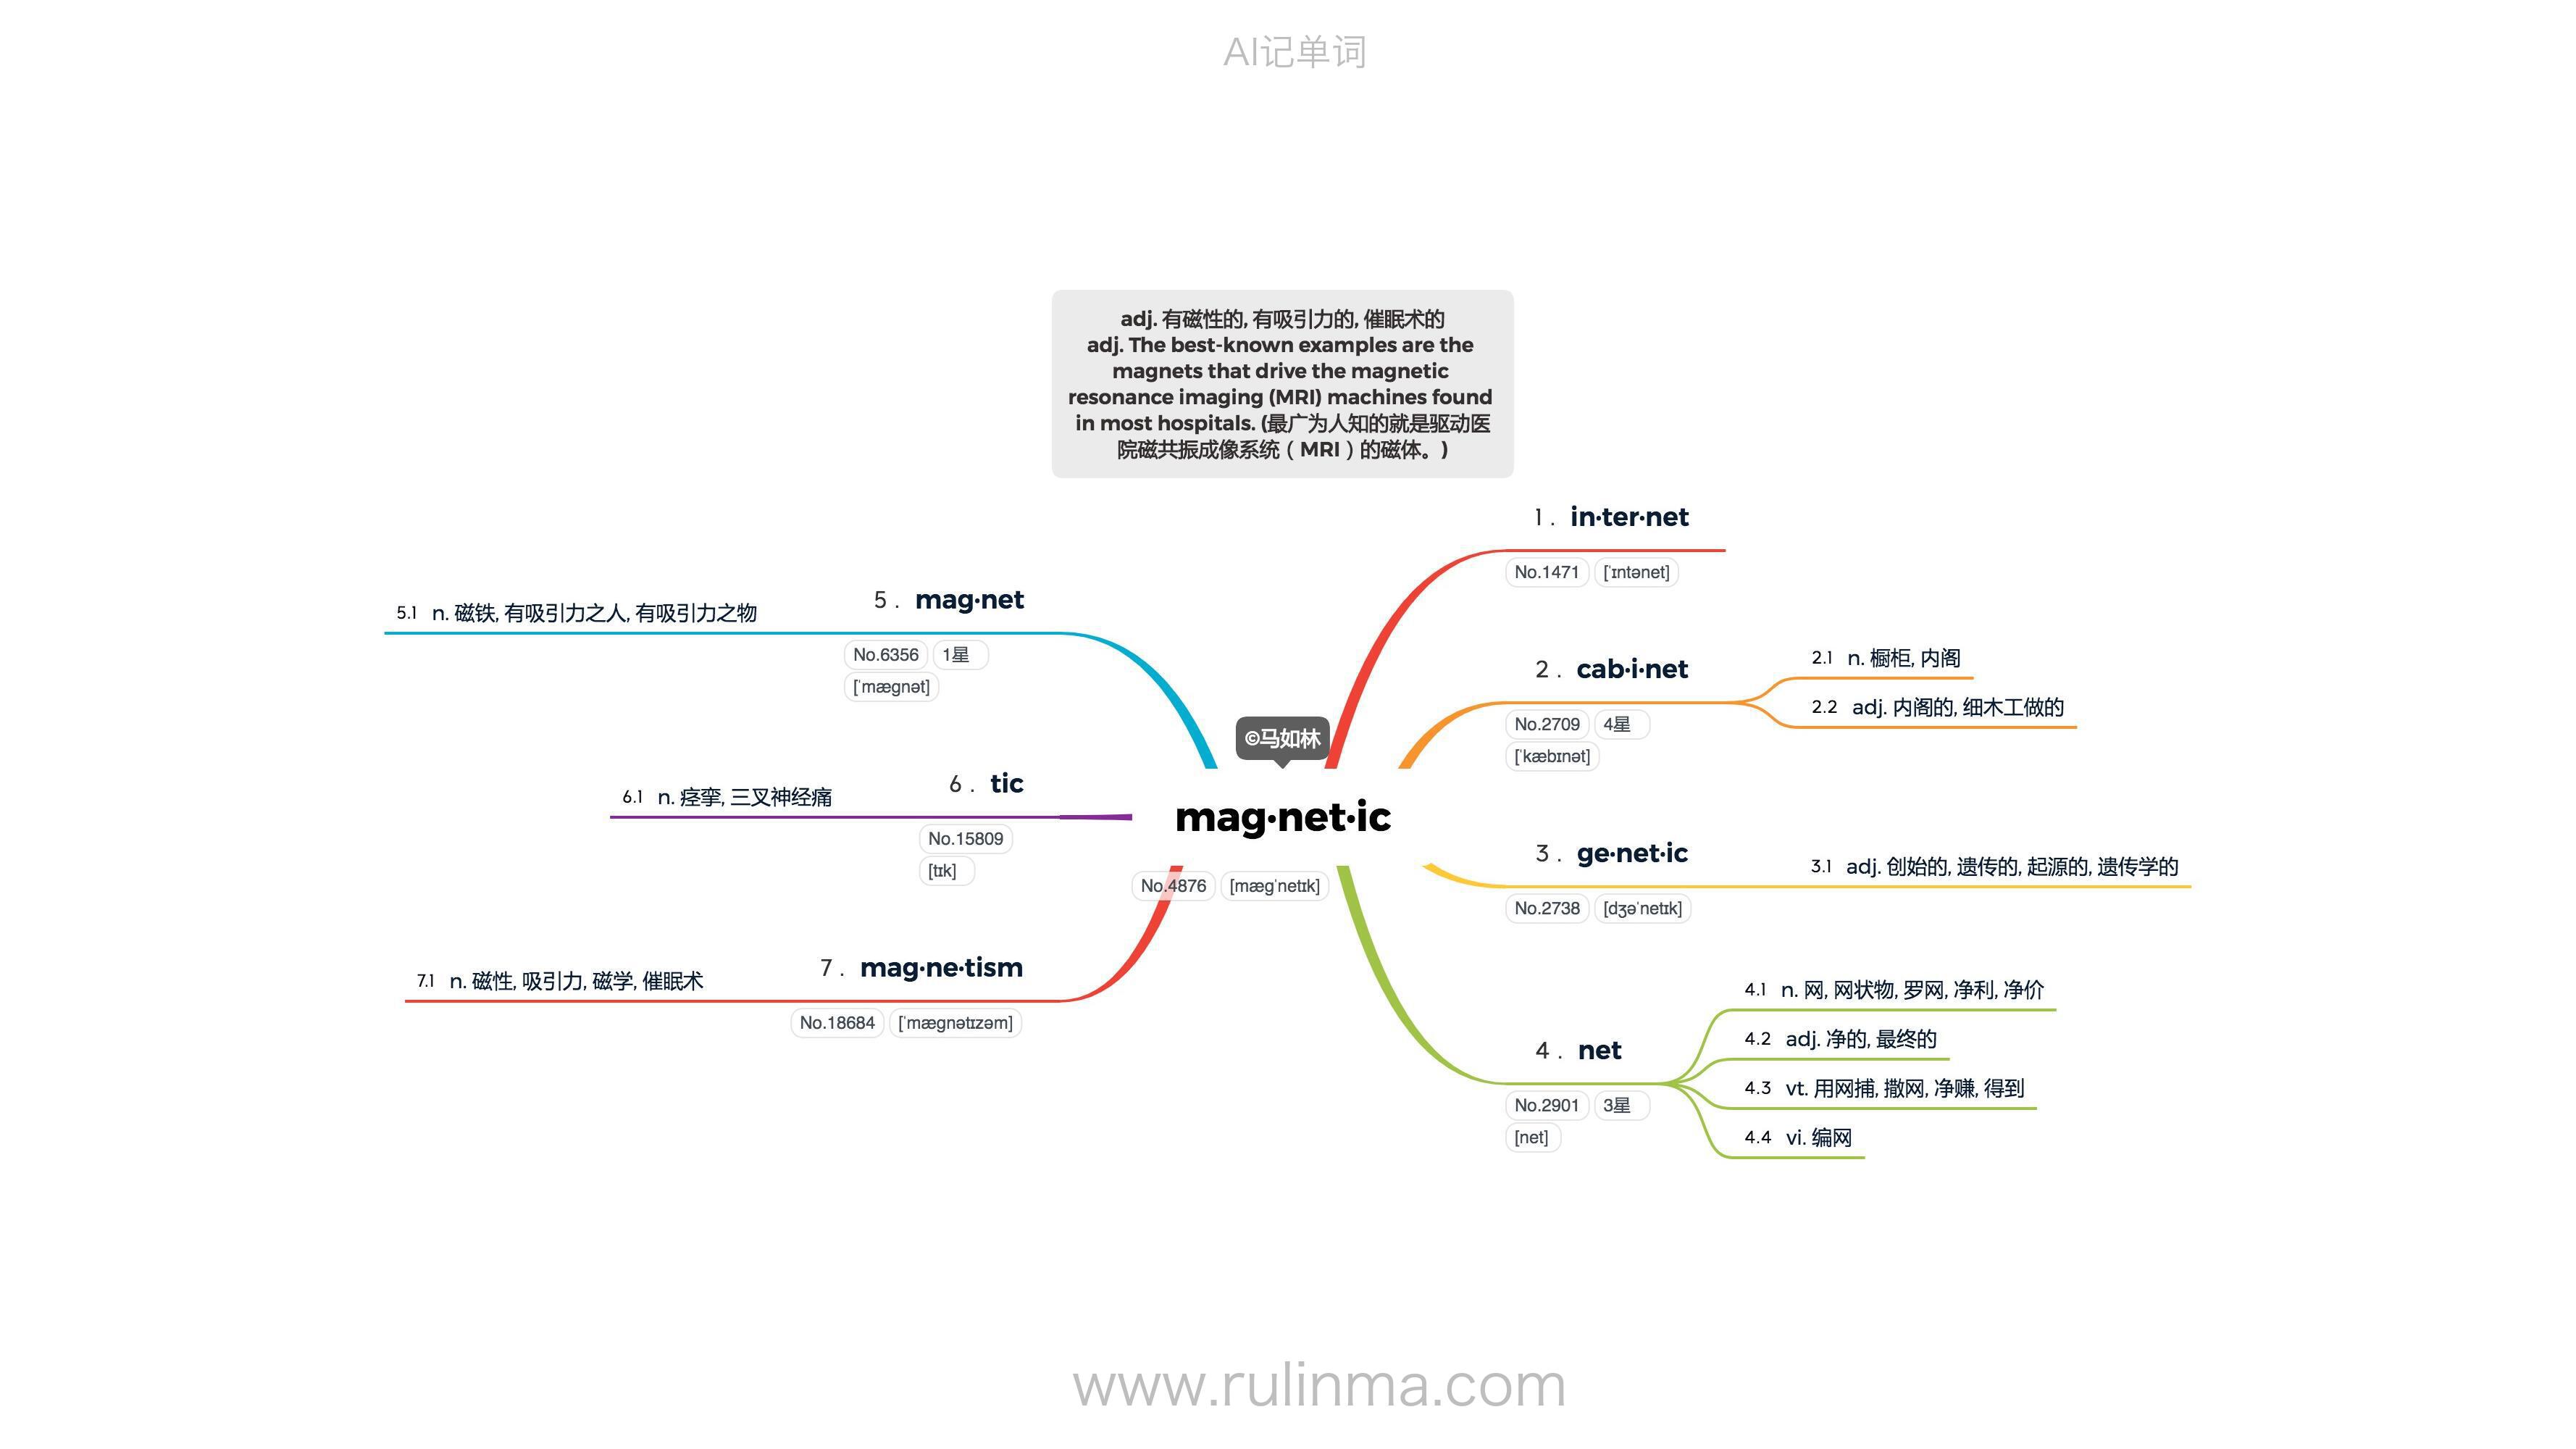 AI记单词
adj. 有磁性的, 有吸引力的, 催眠术的
adj. The best-known examples are the
magnets that drive the magnetic
resonance imaging (MRI) machines found
in most hospitals. (最广为人知的就是驱动医
院磁共振成像系统（MRI）的磁体。)
©马如林
mag·net·ic
No.4876 [mæɡˈnetɪk]
1 . in·ter·net
No.1471 [ˈɪntənet]
2 . cab·i·net
No.2709 4星
[ˈkæbɪnət]
2.1 n. 橱柜, 内阁
2.2 adj. 内阁的, 细木工做的
3 . ge·net·ic
No.2738 [dʒəˈnetɪk]
3.1 adj. 创始的, 遗传的, 起源的, 遗传学的
4 . net
No.2901 3星
[net]
4.1 n. 网, 网状物, 罗网, 净利, 净价
4.2 adj. 净的, 最终的
4.3 vt. 用网捕, 撒网, 净赚, 得到
4.4 vi. 编网
5 . mag·net
No.6356 1星
[ˈmæɡnət]
5.1 n. 磁铁, 有吸引力之人, 有吸引力之物
6 . tic
No.15809
[tɪk]
6.1 n. 痉挛, 三叉神经痛
7 . mag·ne·tism
No.18684 [ˈmæɡnətɪzəm]
7.1 n. 磁性, 吸引力, 磁学, 催眠术
www.rulinma.com